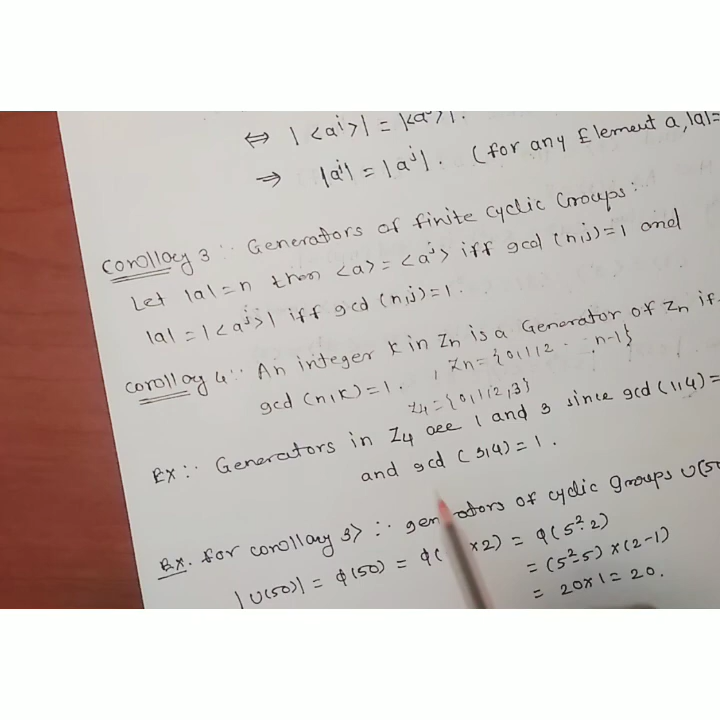 ⇔ |<aⁱ>| = |<aʲ>|.
⇒ |aⁱ| = |aʲ|. (for any Element a, |a|=
Corollary 3 :- Generators of finite Cyclic Groups:
Let |a|=n then <a> = <aʲ> iff gcd (n,j)=1 and
|a| = |<aʲ>| iff gcd (n,j)=1.
Corollary 4 :- An integer k in Zn is a Generator of Zn if
gcd (n,k)=1. , Zn={0,1,2 .. n-1}
Z4={0,1,2,3}
Ex :- Generators in Z4 are 1 and 3 since gcd (1,4)=
and gcd (3,4)=1.
Ex. for corollary 3> :- generators of cyclic groups U(50
|U(50)| = φ(50) = φ( ×2) = φ(5².2)
= (5²-5) × (2-1)
= 20×1 = 20.